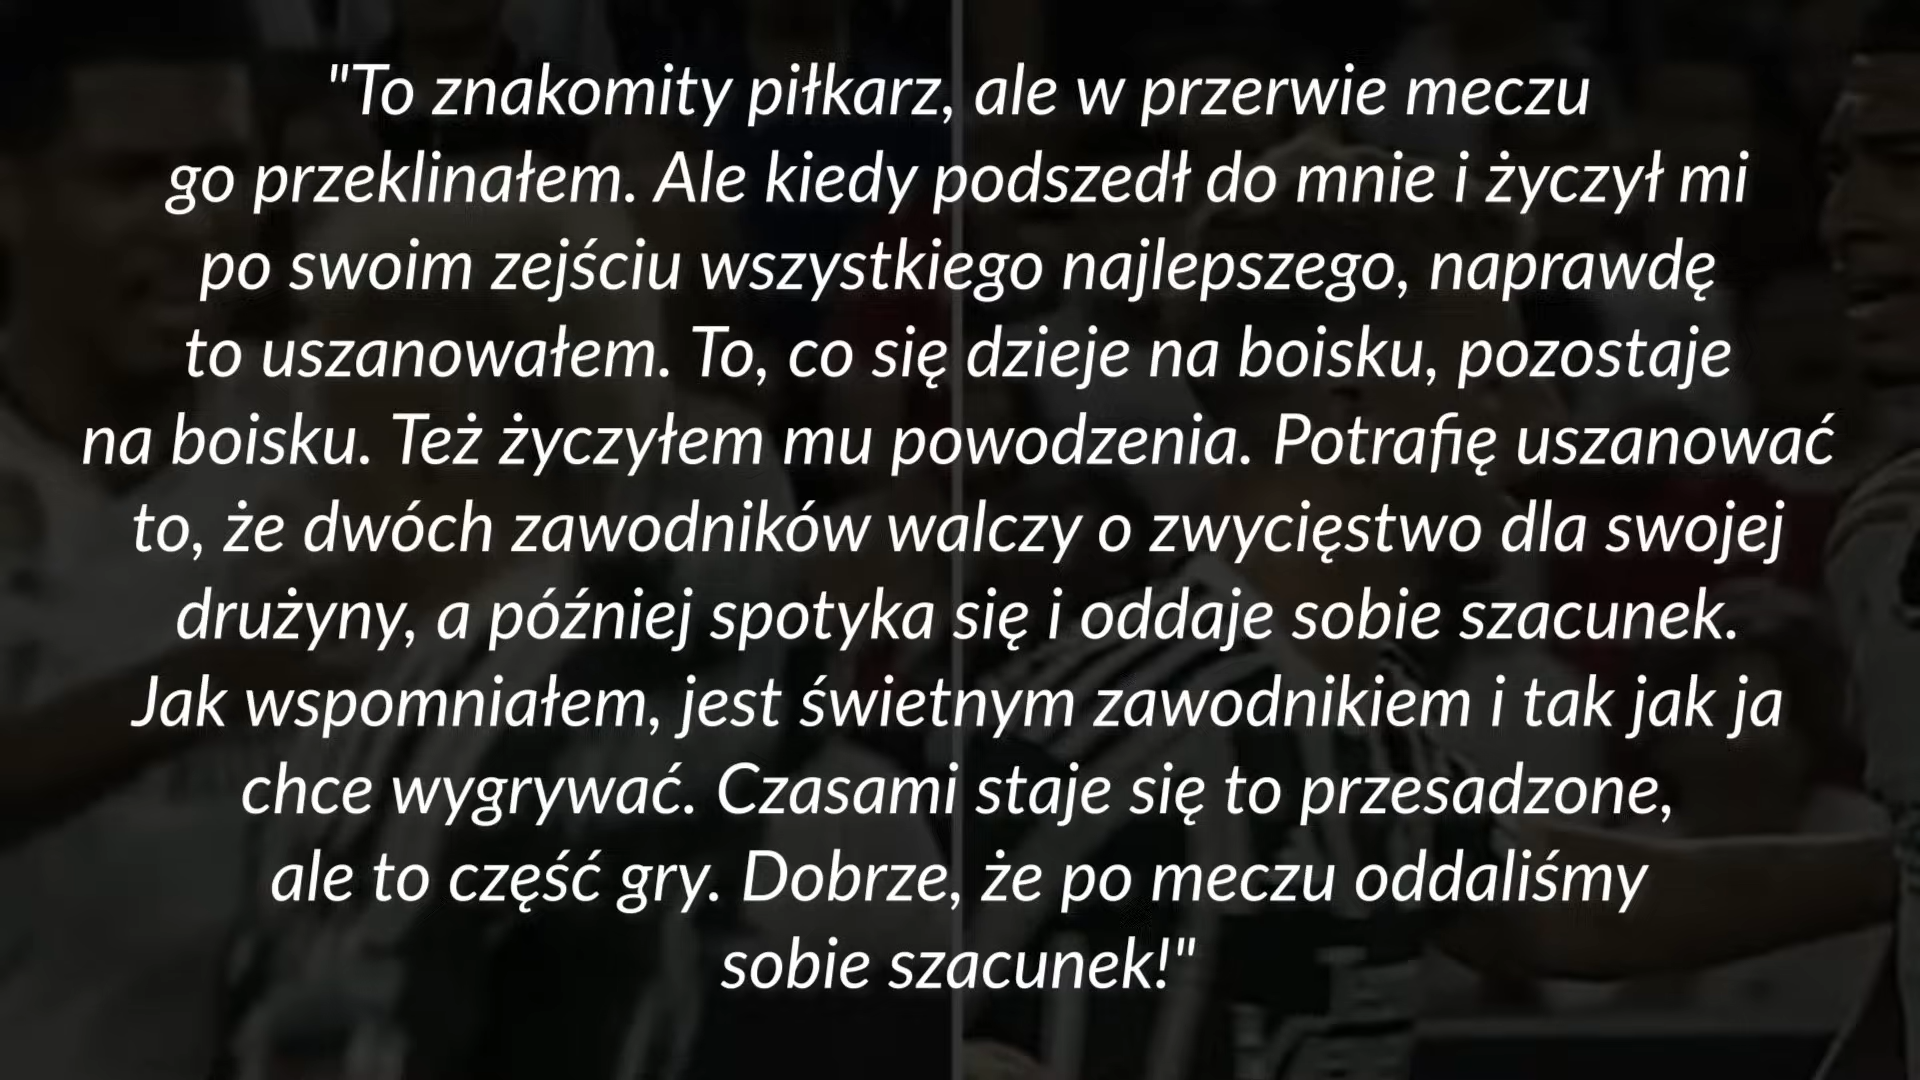 "To znakomity piłkarz, ale w przerwie meczu
go przeklinałem. Ale kiedy podszedł do mnie i życzył mi
po swoim zejściu wszystkiego najlepszego, naprawdę
to uszanowałem. To, co się dzieje na boisku, pozostaje
na boisku. Też życzyłem mu powodzenia. Potrafię uszanować
to, że dwóch zawodników walczy o zwycięstwo dla swojej
drużyny, a później spotyka się i oddaje sobie szacunek.
Jak wspomniałem, jest świetnym zawodnikiem i tak jak ja
chce wygrywać. Czasami staje się to przesadzone,
ale to część gry. Dobrze, że po meczu oddaliśmy
sobie szacunek!"